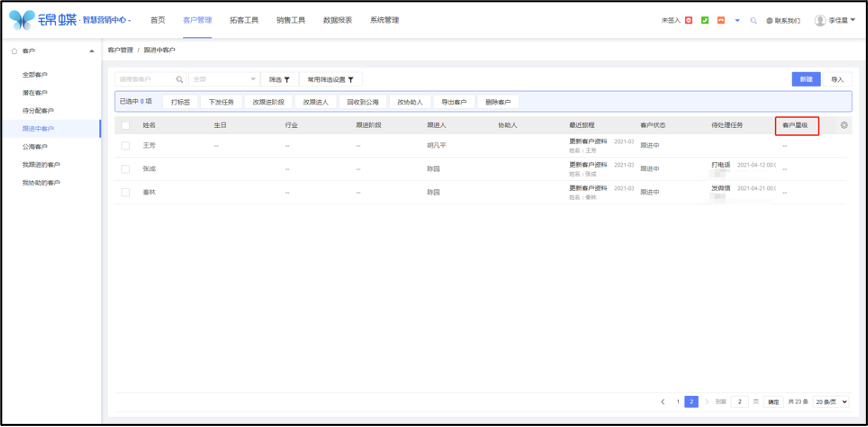 锦蝶 · 智慧营销中心 · 首页 客户管理 拓客工具 销售工具 数据报表 系统管理 未签入 联系我们 李佳星
客户
客户管理 / 跟进中客户
全部客户
潜在客户
待分配客户
跟进中客户
公海客户
我跟进的客户
我协助的客户
请搜索客户 全部 筛选 常用筛选设置 新建 导入
已选中 0 项 打标签 下发任务 改跟进阶段 改跟进人 回收到公海 改协助人 导出客户 删除客户
姓名 生日 行业 跟进阶段 跟进人 协助人 最近旅程 客户状态 待处理任务 客户星级
王芳 -- -- -- 胡凡平 更新客户资料 2021-03 跟进中 --
姓名：王芳
张成 -- -- 陈园 更新客户资料 2021-03 跟进中 打电话 2021-04-12 00:0 --
姓名：张成
秦林 -- -- 陈园 更新客户资料 2021-03 跟进中 发微信 2021-04-21 00:0 --
姓名：秦林
1 2 到第 2 页 确定 共 23 条 20 条/页